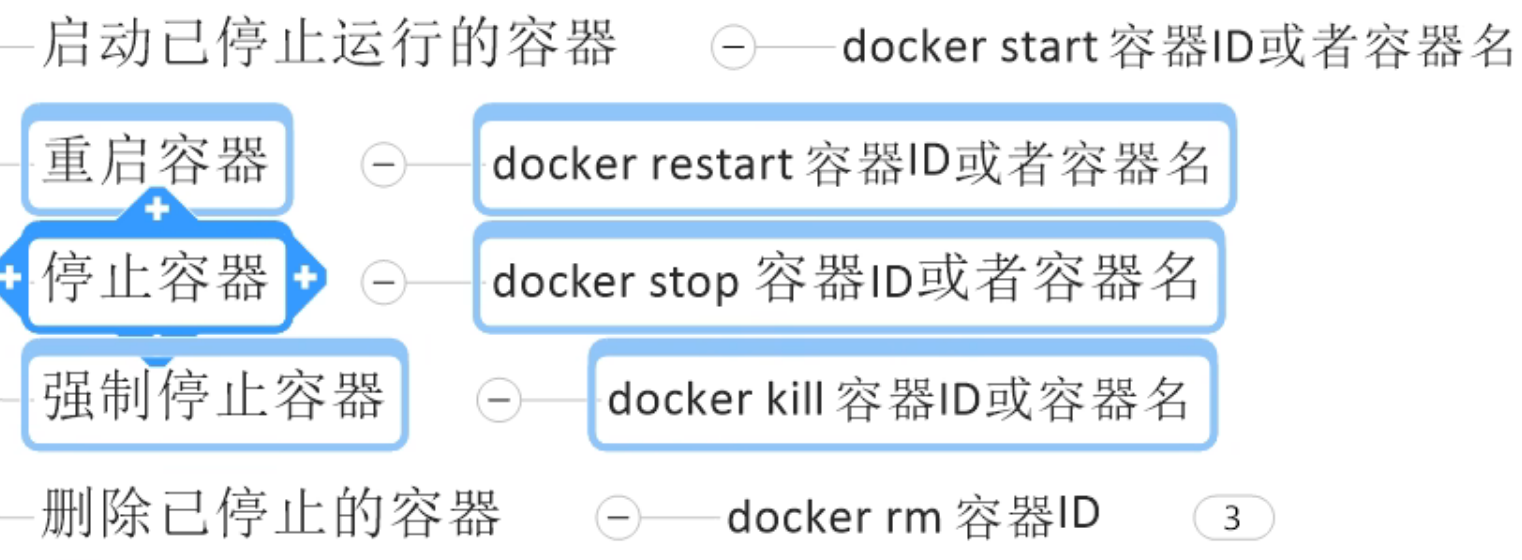 启动已停止运行的容器 docker start 容器ID或者容器名
重启容器 docker restart 容器ID或者容器名
停止容器 docker stop 容器ID或者容器名
强制停止容器 docker kill 容器ID或容器名
删除已停止的容器 docker rm 容器ID 3